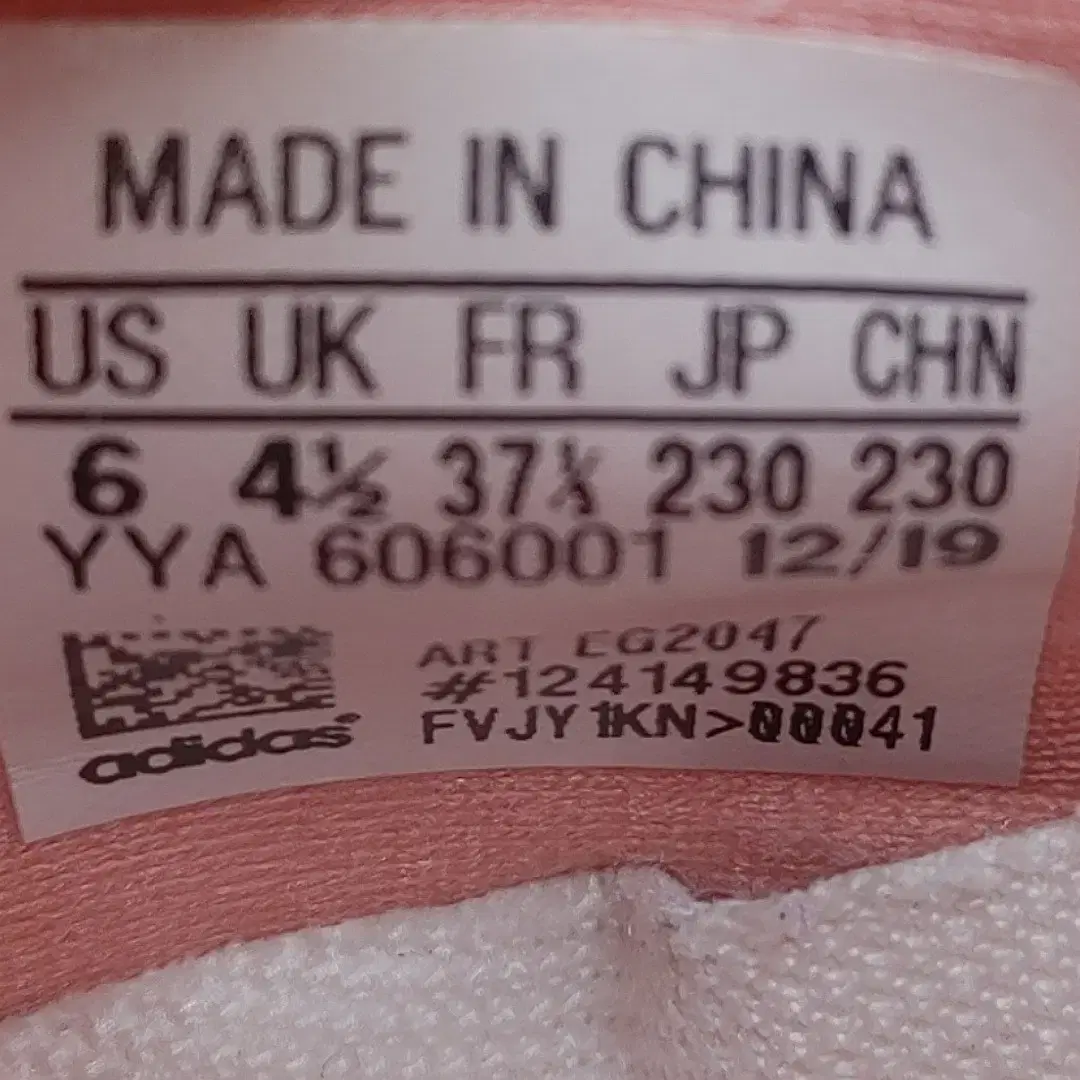 MADE IN CHINA
US UK FR JP CHN
6 4½ 37⅓ 230 230
YYA 606001 12/19
ART EG2047
#124149836
FVJY1KN>00041
adidas